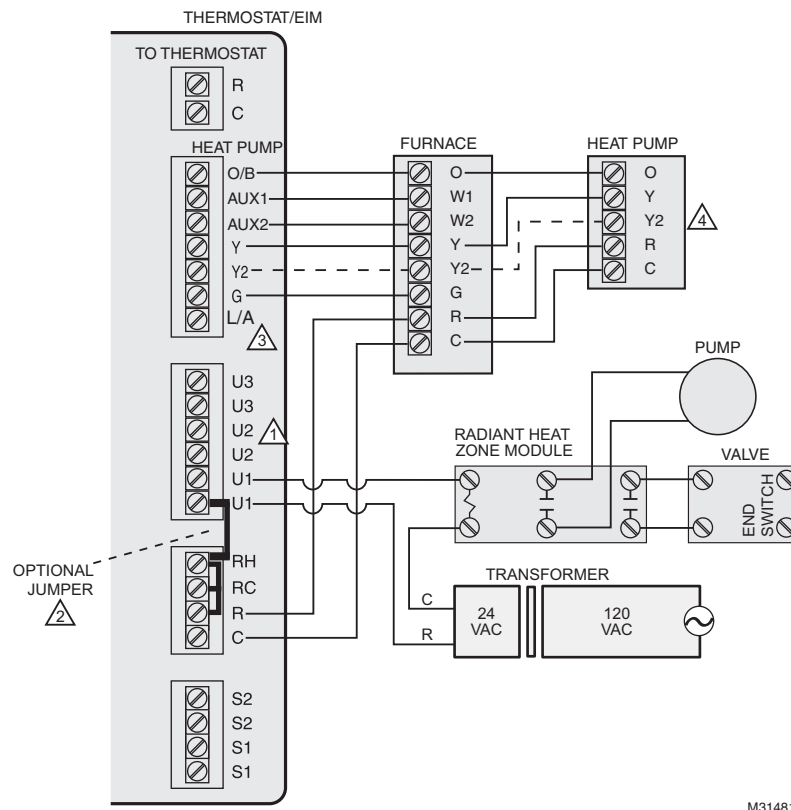 THERMOSTAT/EIM
TO THERMOSTAT
R
C
HEAT PUMP
O/B
AUX1
AUX2
Y
Y2
G
L/A
3
U3
U3
U2
1
U2
U1
U1
OPTIONAL
JUMPER
2
RH
RC
R
C
S2
S2
S1
S1
FURNACE
O
W1
W2
Y
Y2
G
R
C
HEAT PUMP
O
Y
Y2
R
C
4
PUMP
RADIANT HEAT
ZONE MODULE
VALVE
END
SWITCH
TRANSFORMER
C
R
24
VAC
120
VAC